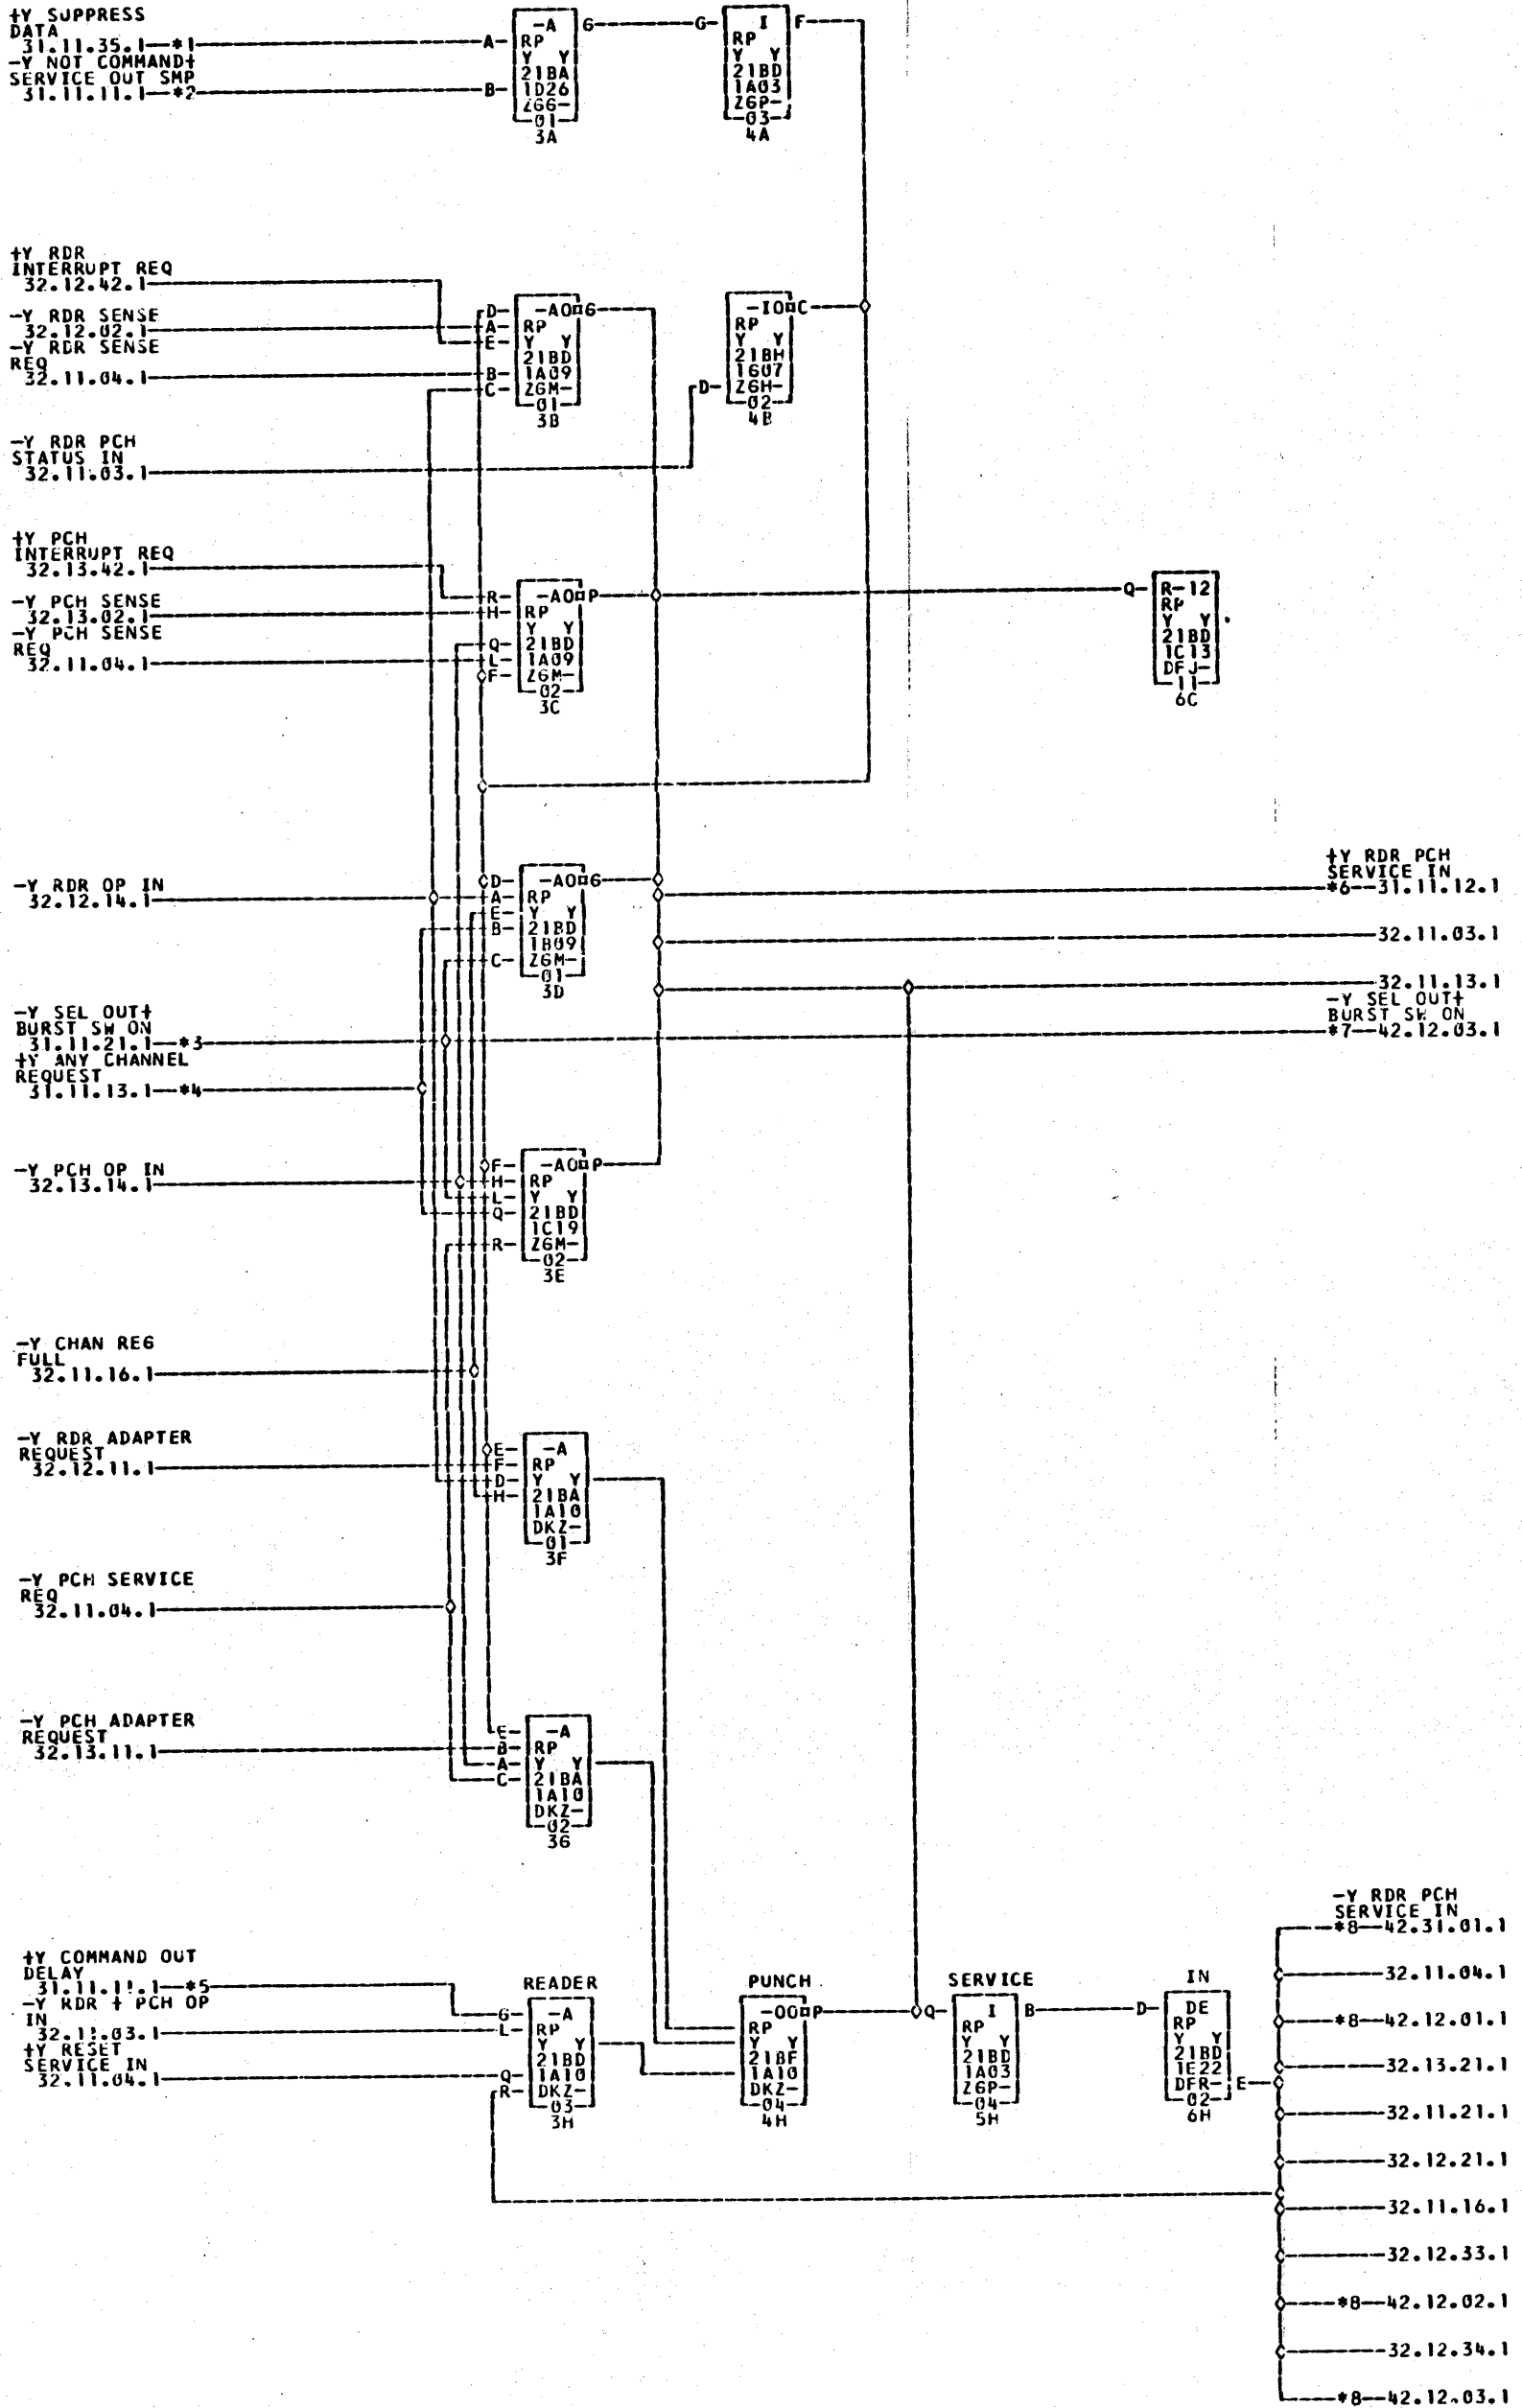 +Y SUPPRESS
DATA
31.11.35.1—*1
-Y NOT COMMAND+
SERVICE OUT SMP
31.11.11.1—*2
A-
B-
-A 6
RP
Y Y
21BA
1D26
Z66-
01
3A
G-
I F
RP
Y Y
21BD
1A03
Z6P-
03
4A
+Y RDR
INTERRUPT REQ
32.12.42.1
-Y RDR SENSE
32.12.02.1
-Y RDR SENSE
REQ
32.11.04.1
D-
A-
E-
B-
C-
-AO 6
RP
Y Y
21BD
1A09
Z6M-
01
3B
D-
-IO C
RP
Y Y
21BH
1607
Z6H-
02
4B
-Y RDR PCH
STATUS IN
32.11.03.1
+Y PCH
INTERRUPT REQ
32.13.42.1
-Y PCH SENSE
32.13.02.1
-Y PCH SENSE
REQ
32.11.04.1
R-
H-
Q-
L-
F-
-AO P
RP
Y Y
21BD
1A09
Z6M-
02
3C
Q-
R-12
RP
Y Y
21BD
1C13
DFJ-
11
6C
-Y RDR OP IN
32.12.14.1
D-
A-
E-
B-
C-
-AO 6
RP
Y Y
21BD
1B09
Z6M-
01
3D
+Y RDR PCH
SERVICE IN
*6—31.11.12.1
32.11.03.1
32.11.13.1
-Y SEL OUT+
BURST SW ON
*7—42.12.03.1
-Y SEL OUT+
BURST SW ON
31.11.21.1—*3
+Y ANY CHANNEL
REQUEST
31.11.13.1—*4
-Y PCH OP IN
32.13.14.1
F-
H-
L-
Q-
R-
-AO P
RP
Y Y
21BD
1C19
Z6M-
02
3E
-Y CHAN RE6
FULL
32.11.16.1
-Y RDR ADAPTER
REQUEST
32.12.11.1
E-
F-
D-
H-
-A
RP
Y Y
21BA
1A10
DKZ-
01
3F
-Y PCH SERVICE
REQ
32.11.04.1
-Y PCH ADAPTER
REQUEST
32.13.11.1
E-
B-
A-
C-
-A
RP
Y Y
21BA
1A10
DKZ-
02
36
+Y COMMAND OUT
DELAY
31.11.11.1—*5
-Y RDR + PCH OP
IN
32.11.03.1
+Y RESET
SERVICE IN
32.11.04.1
READER
G-
L-
Q-
R-
-A
RP
Y Y
21BD
1A10
DKZ-
03
3H
PUNCH
-OO P
RP
Y Y
21BF
1A10
DKZ-
04
4H
SERVICE
Q-
I B
RP
Y Y
21BD
1A03
Z6P-
04
5H
IN
D-
DE
RP
Y Y
21BD
1E22
DFR- E
02
6H
-Y RDR PCH
SERVICE IN
*8—42.31.01.1
32.11.04.1
*8—42.12.01.1
32.13.21.1
32.11.21.1
32.12.21.1
32.11.16.1
32.12.33.1
*8—42.12.02.1
32.12.34.1
*8—42.12.03.1